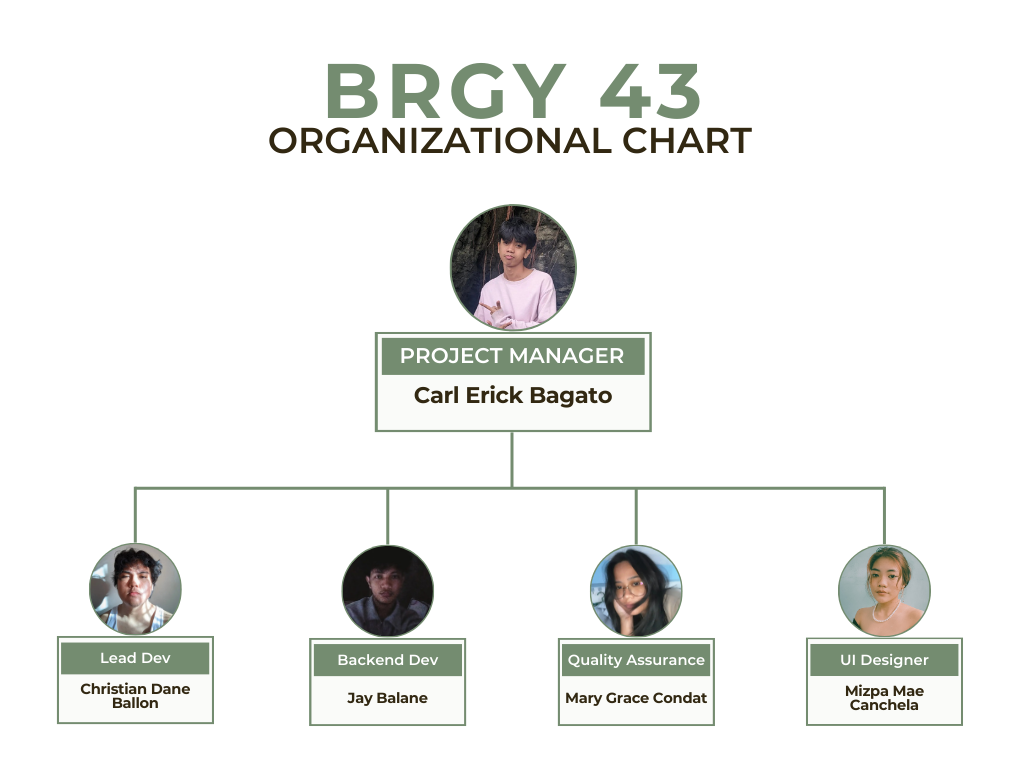 BRGY 43
ORGANIZATIONAL CHART
PROJECT MANAGER
Carl Erick Bagato
Lead Dev
Christian Dane
Ballon
Backend Dev
Jay Balane
Quality Assurance
Mary Grace Condat
UI Designer
Mizpa Mae
Canchela